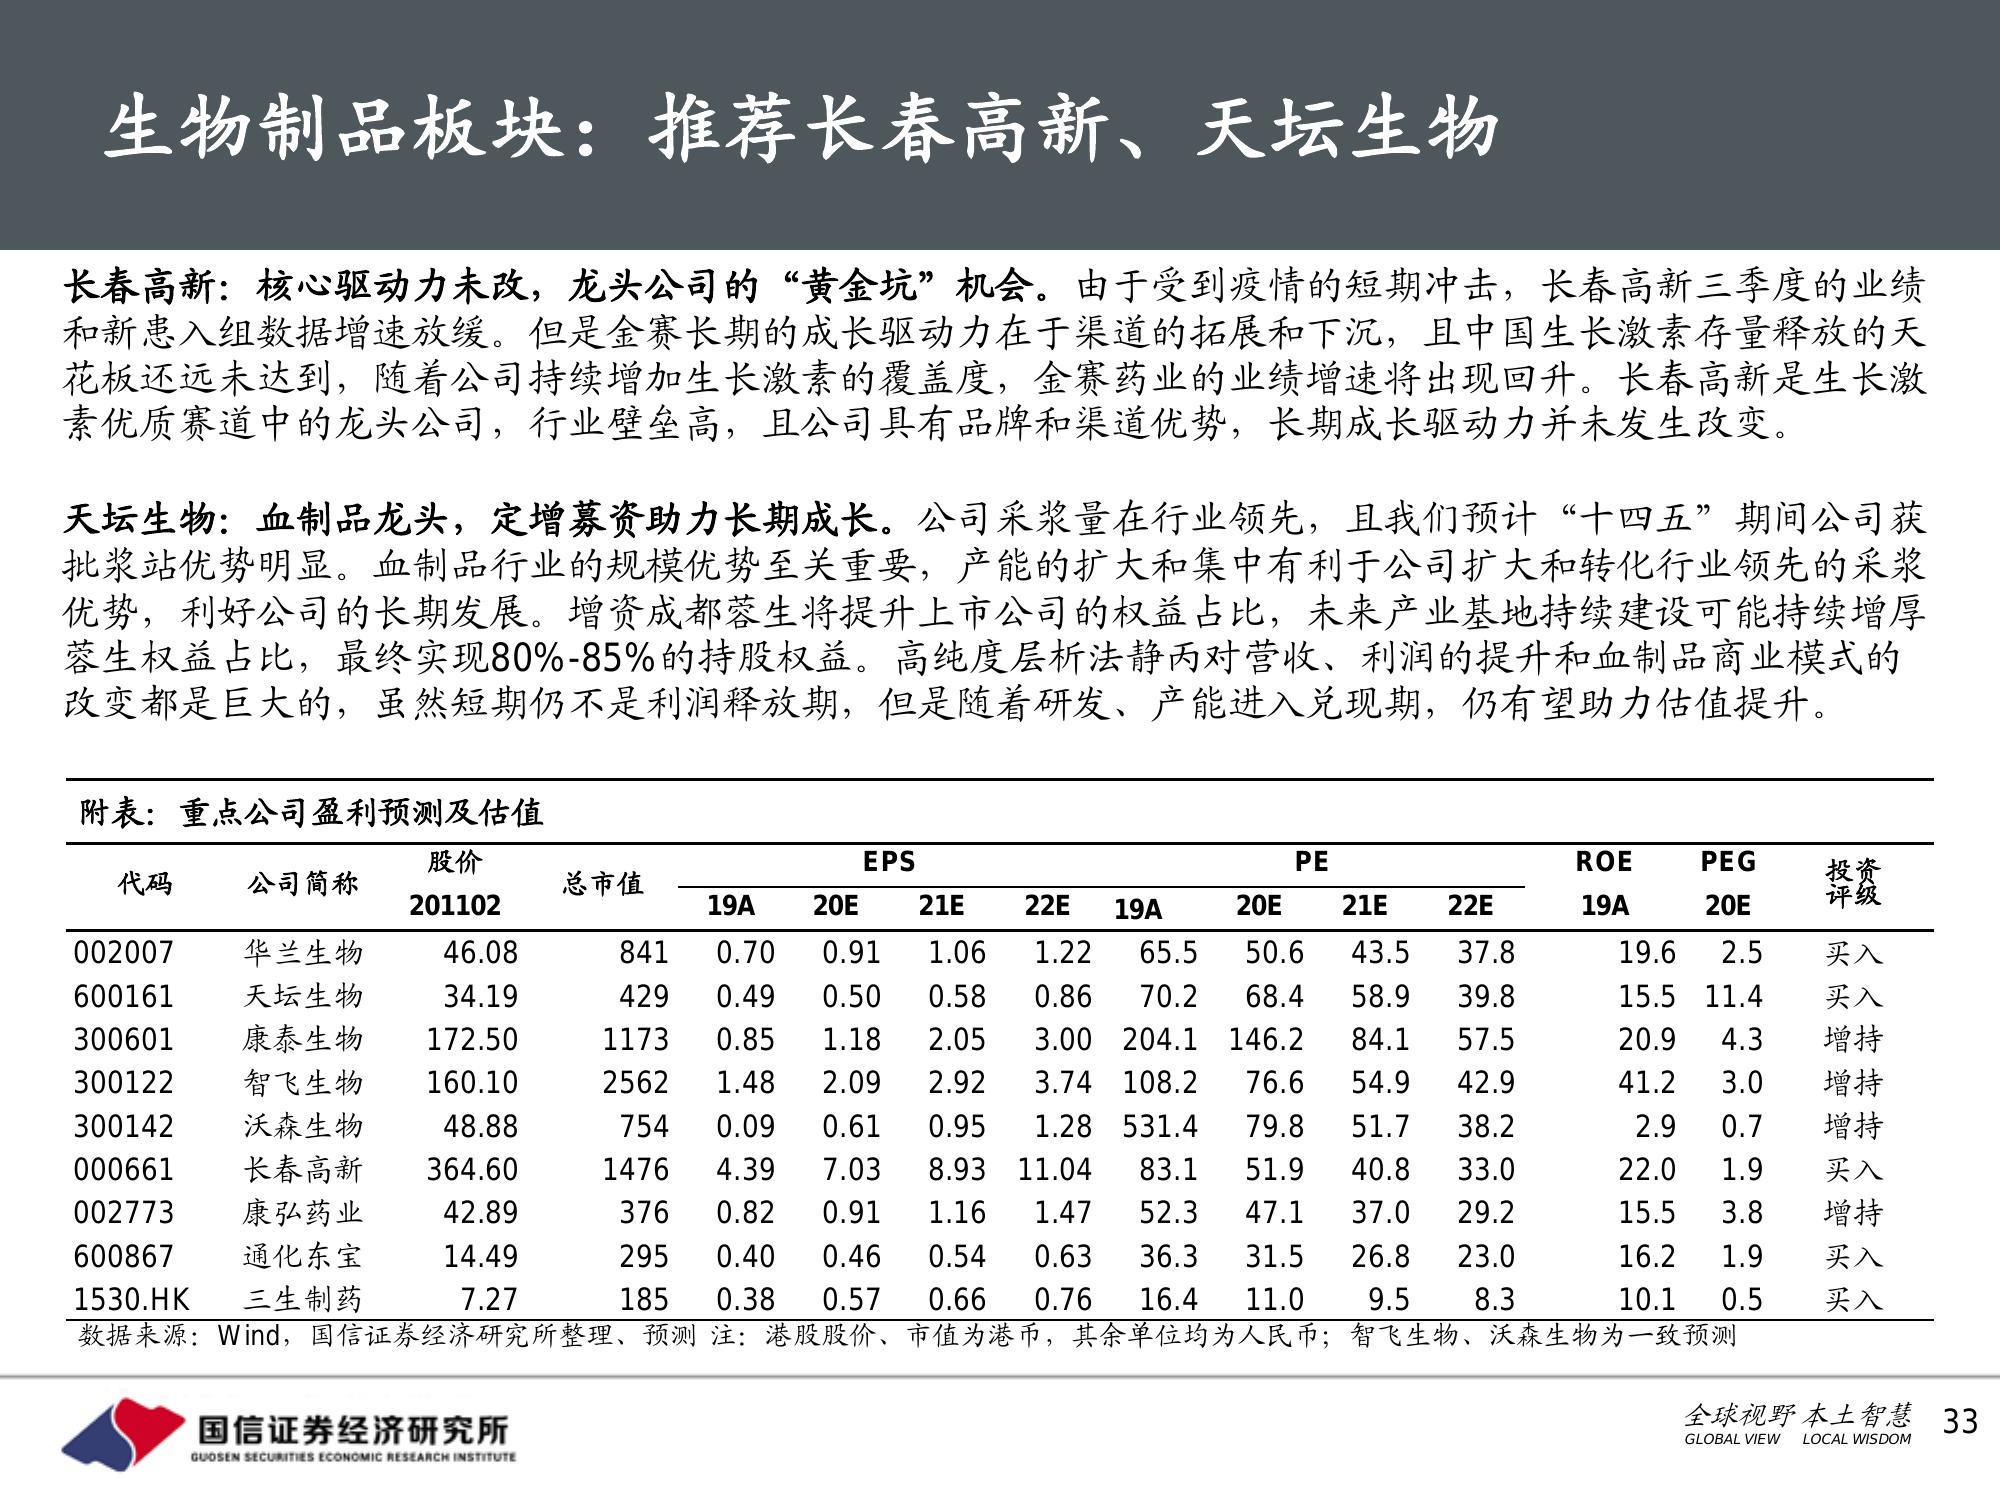 生物制品板块：推荐长春高新、天坛生物
长春高新：核心驱动力未改，龙头公司的“黄金坑”机会。由于受到疫情的短期冲击，长春高新三季度的业绩
和新患入组数据增速放缓。但是金赛长期的成长驱动力在于渠道的拓展和下沉，且中国生长激素存量释放的天
花板还远未达到，随着公司持续增加生长激素的覆盖度，金赛药业的业绩增速将出现回升。长春高新是生长激
素优质赛道中的龙头公司，行业壁垒高，且公司具有品牌和渠道优势，长期成长驱动力并未发生改变。
天坛生物：血制品龙头，定增募资助力长期成长。公司采浆量在行业领先，且我们预计“十四五”期间公司获
批浆站优势明显。血制品行业的规模优势至关重要，产能的扩大和集中有利于公司扩大和转化行业领先的采浆
优势，利好公司的长期发展。增资成都蓉生将提升上市公司的权益占比，未来产业基地持续建设可能持续增厚
蓉生权益占比，最终实现80%-85%的持股权益。高纯度层析法静丙对营收、利润的提升和血制品商业模式的
改变都是巨大的，虽然短期仍不是利润释放期，但是随着研发、产能进入兑现期，仍有望助力估值提升。
附表：重点公司盈利预测及估值
代码 公司简称 股价 总市值 EPS PE ROE PEG 投资评级
201102 19A 20E 21E 22E 19A 20E 21E 22E 19A 20E
002007 华兰生物 46.08 841 0.70 0.91 1.06 1.22 65.5 50.6 43.5 37.8 19.6 2.5 买入
600161 天坛生物 34.19 429 0.49 0.50 0.58 0.86 70.2 68.4 58.9 39.8 15.5 11.4 买入
300601 康泰生物 172.50 1173 0.85 1.18 2.05 3.00 204.1 146.2 84.1 57.5 20.9 4.3 增持
300122 智飞生物 160.10 2562 1.48 2.09 2.92 3.74 108.2 76.6 54.9 42.9 41.2 3.0 增持
300142 沃森生物 48.88 754 0.09 0.61 0.95 1.28 531.4 79.8 51.7 38.2 2.9 0.7 增持
000661 长春高新 364.60 1476 4.39 7.03 8.93 11.04 83.1 51.9 40.8 33.0 22.0 1.9 买入
002773 康弘药业 42.89 376 0.82 0.91 1.16 1.47 52.3 47.1 37.0 29.2 15.5 3.8 增持
600867 通化东宝 14.49 295 0.40 0.46 0.54 0.63 36.3 31.5 26.8 23.0 16.2 1.9 买入
1530.HK 三生制药 7.27 185 0.38 0.57 0.66 0.76 16.4 11.0 9.5 8.3 10.1 0.5 买入
数据来源：Wind，国信证券经济研究所整理、预测 注：港股股价、市值为港币，其余单位均为人民币；智飞生物、沃森生物为一致预测
国信证券经济研究所
GUOSEN SECURITIES ECONOMIC RESEARCH INSTITUTE
全球视野 本土智慧
GLOBAL VIEW LOCAL WISDOM
33